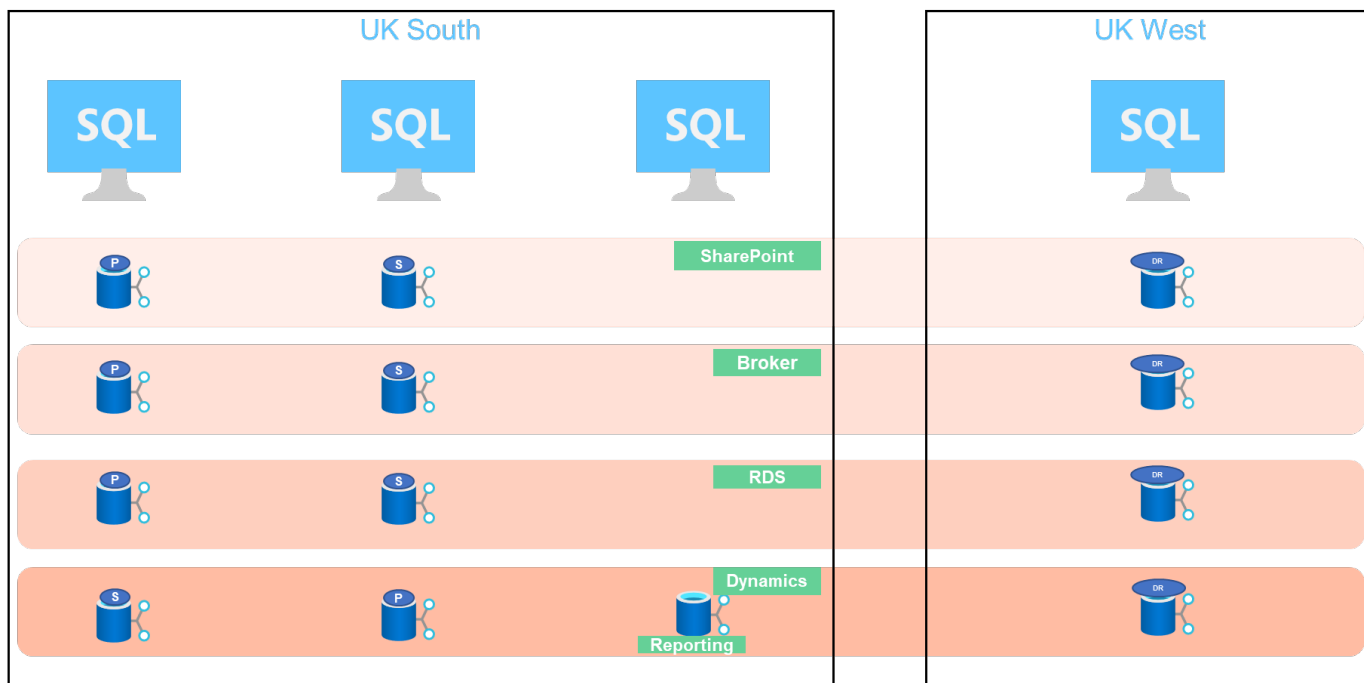 UK South
UK West
SQL
SQL
SQL
SQL
SharePoint
P
S
DR
Broker
P
S
DR
RDS
P
S
DR
Dynamics
S
P
DR
Reporting